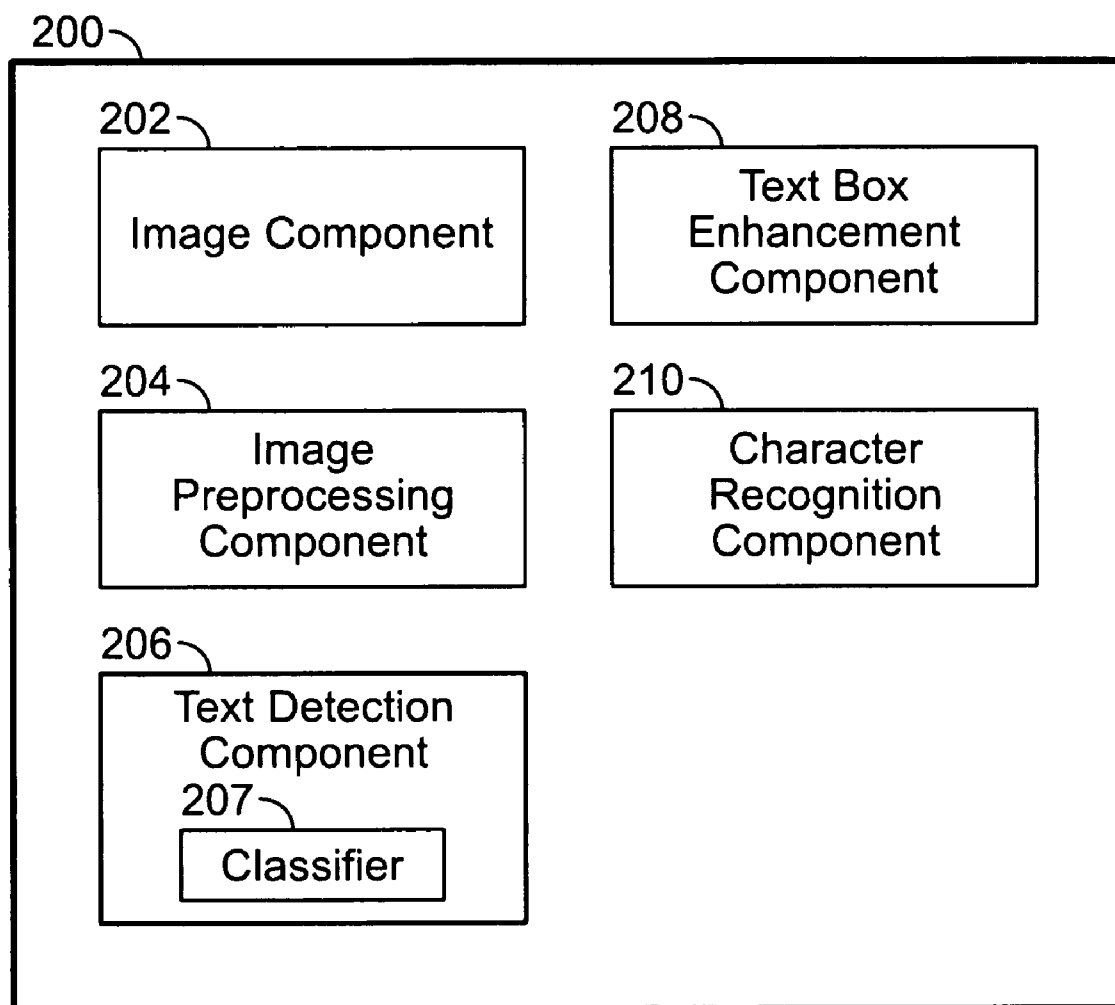 200
202
Image Component
204
Image
Preprocessing
Component
206
Text Detection
Component
207
Classifier
208
Text Box
Enhancement
Component
210
Character
Recognition
Component